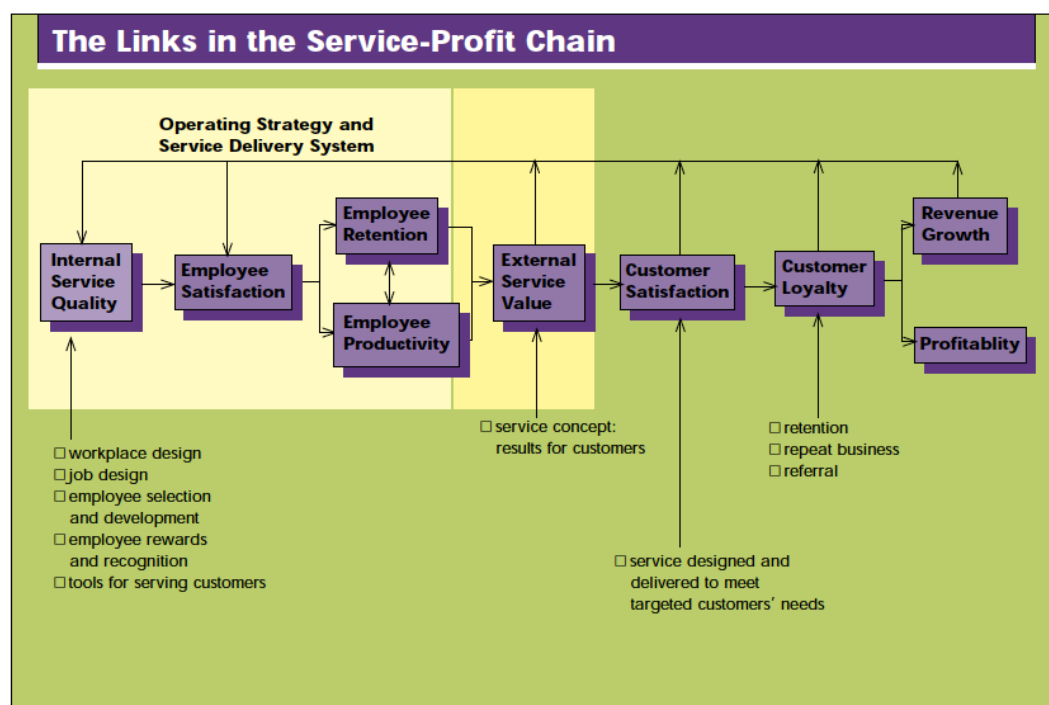 The Links in the Service-Profit Chain
Operating Strategy and
Service Delivery System
Internal
Service
Quality
Employee
Satisfaction
Employee
Retention
Employee
Productivity
External
Service
Value
Customer
Satisfaction
Customer
Loyalty
Revenue
Growth
Profitablity
□ workplace design
□ job design
□ employee selection
and development
□ employee rewards
and recognition
□ tools for serving customers
□ service concept:
results for customers
□ service designed and
delivered to meet
targeted customers’ needs
□ retention
□ repeat business
□ referral